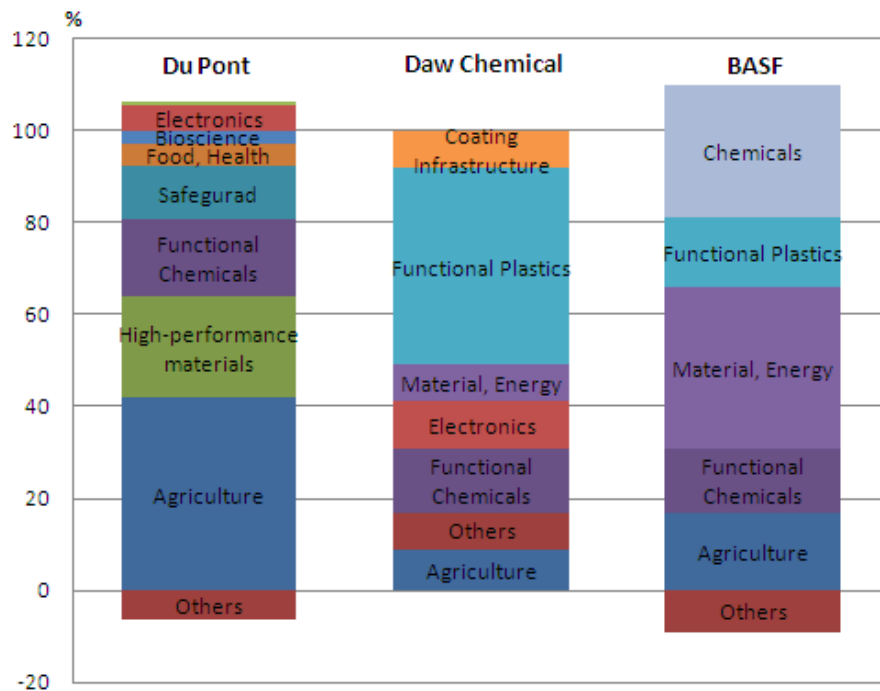 %
120
100
80
60
40
20
0
-20
Du Pont
Electronics
Bioscience
Food, Health
Safegurad
Functional
Chemicals
High-performance
materials
Agriculture
Others
Daw Chemical
Coating
Infrastructure
Functional Plastics
Material, Energy
Electronics
Functional
Chemicals
Others
Agriculture
BASF
Chemicals
Functional Plastics
Material, Energy
Functional
Chemicals
Agriculture
Others